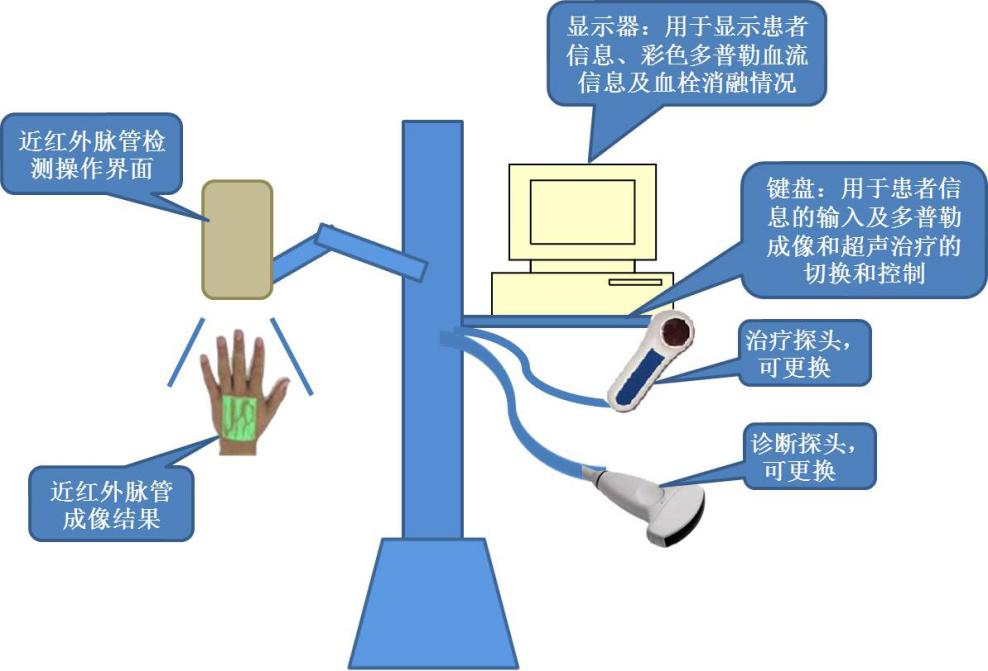 显示器：用于显示患者
信息、彩色多普勒血流
信息及血栓消融情况
近红外脉管检
测操作界面
键盘：用于患者信
息的输入及多普勒
成像和超声治疗的
切换和控制
治疗探头，
可更换
诊断探头，
可更换
近红外脉管
成像结果